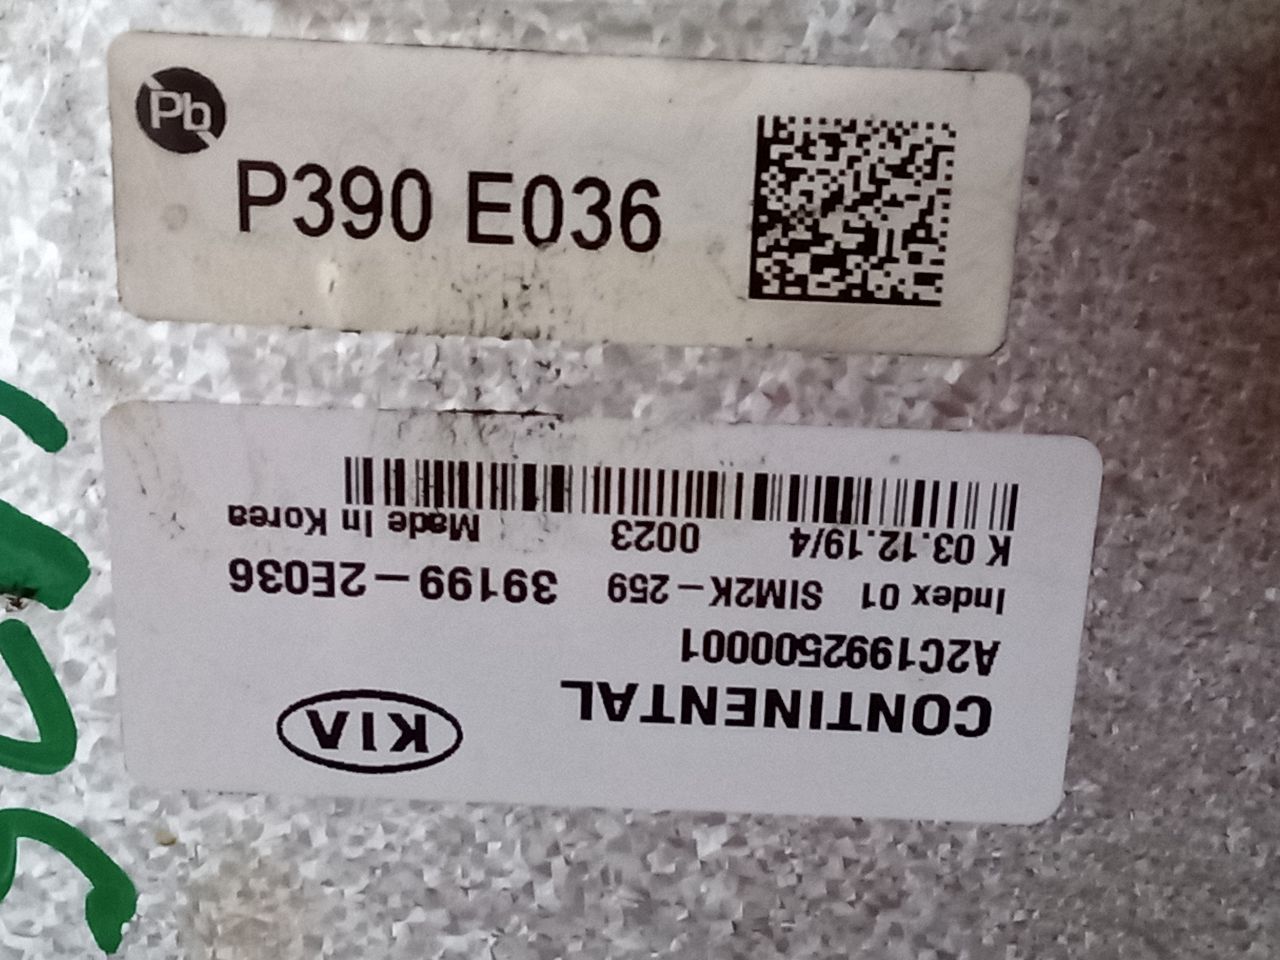 Pb
P390 E036
CONTINENTAL
KIA
A2C1992500001
Index 01 SIM2K-259 39199-2E036
K 03.12.19/4 0023 Made In Korea